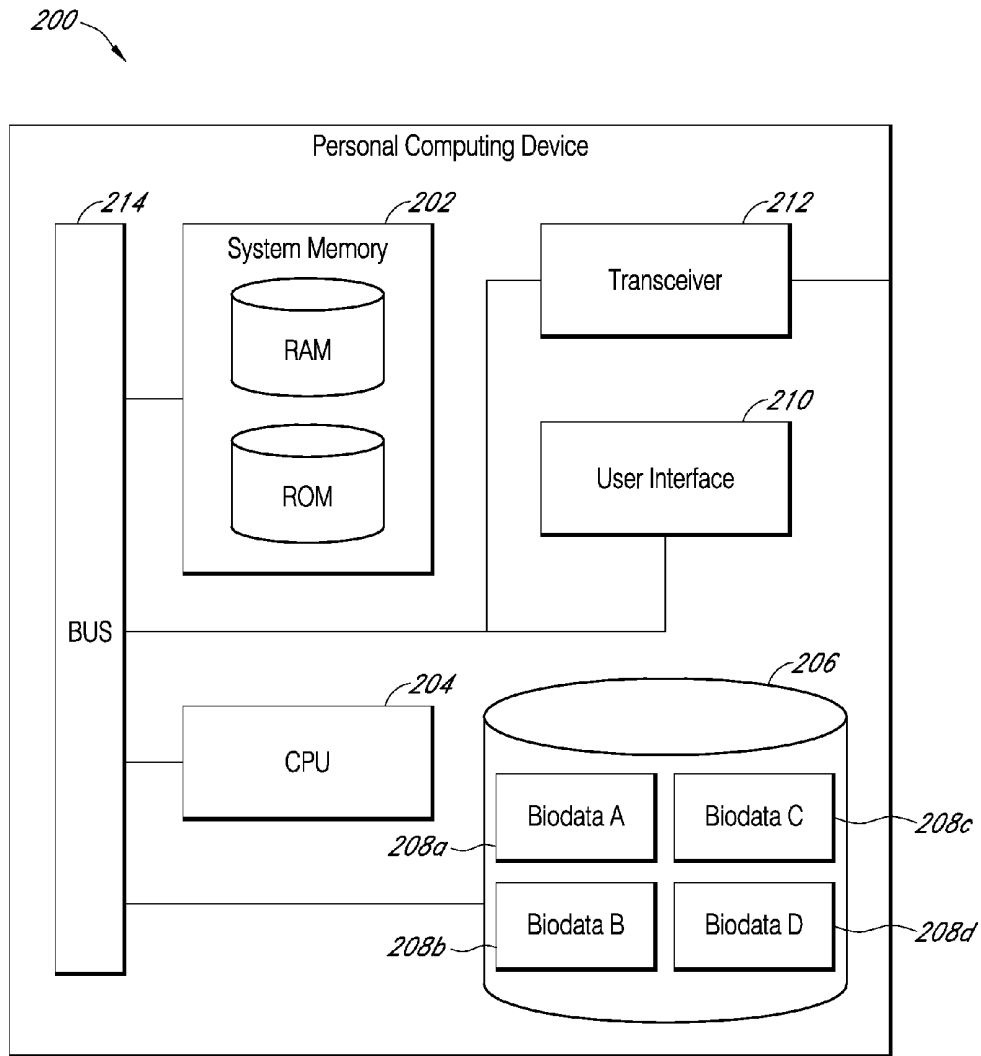 200
Personal Computing Device
214
202
212
System Memory
Transceiver
RAM
210
User Interface
ROM
BUS
206
204
CPU
Biodata A
Biodata C
208a
208c
Biodata B
Biodata D
208b
208d